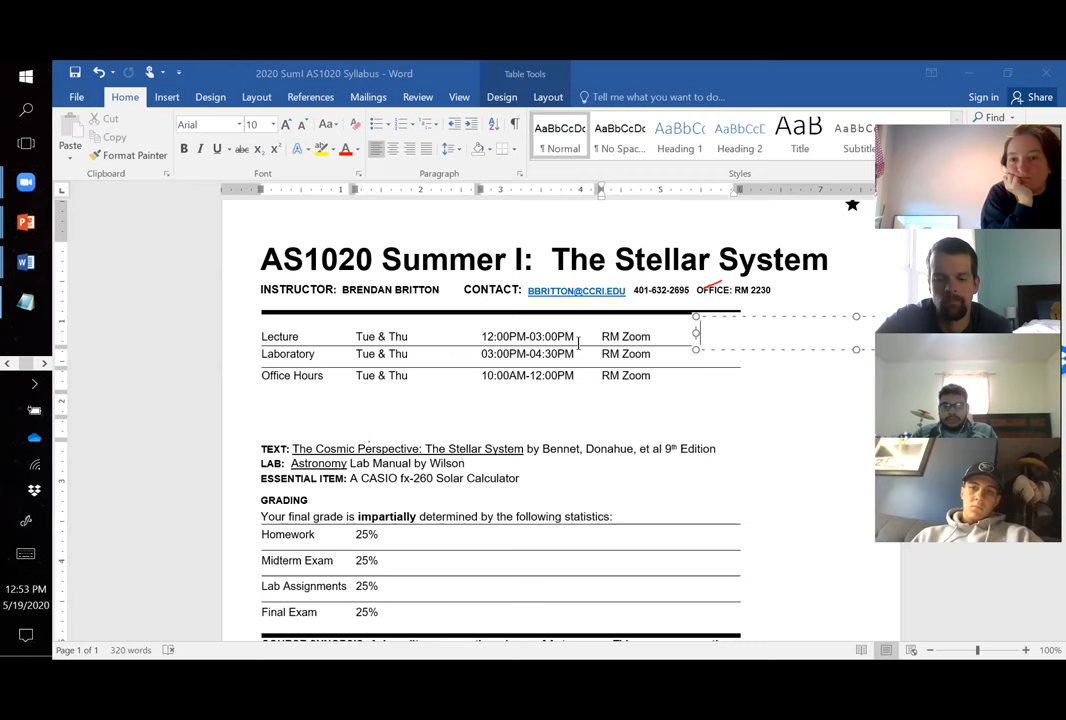 2020 SumI AS1020 Syllabus - Word
Table Tools
File Home Insert Design Layout References Mailings Review View Design Layout Tell me what you want to do... Sign in Share
Paste
Cut
Copy
Format Painter
Arial 10
AaBbCcDc AaBbCcDc AaBbCc AaBbCcD AaB AaBbCc
¶ Normal ¶ No Spac... Heading 1 Heading 2 Title Subtitle
Find
Clipboard Font Paragraph Styles
1 2 3 4 5 7
AS1020 Summer I: The Stellar System
INSTRUCTOR: BRENDAN BRITTON CONTACT: BBRITTON@CCRI.EDU 401-632-2695 OFFICE: RM 2230
Lecture Tue & Thu 12:00PM-03:00PM RM Zoom
Laboratory Tue & Thu 03:00PM-04:30PM RM Zoom
Office Hours Tue & Thu 10:00AM-12:00PM RM Zoom
TEXT: The Cosmic Perspective: The Stellar System by Bennet, Donahue, et al 9th Edition
LAB: Astronomy Lab Manual by Wilson
ESSENTIAL ITEM: A CASIO fx-260 Solar Calculator
GRADING
Your final grade is impartially determined by the following statistics:
Homework 25%
Midterm Exam 25%
Lab Assignments 25%
Final Exam 25%
12:53 PM
5/19/2020
Page 1 of 1 320 words 100%